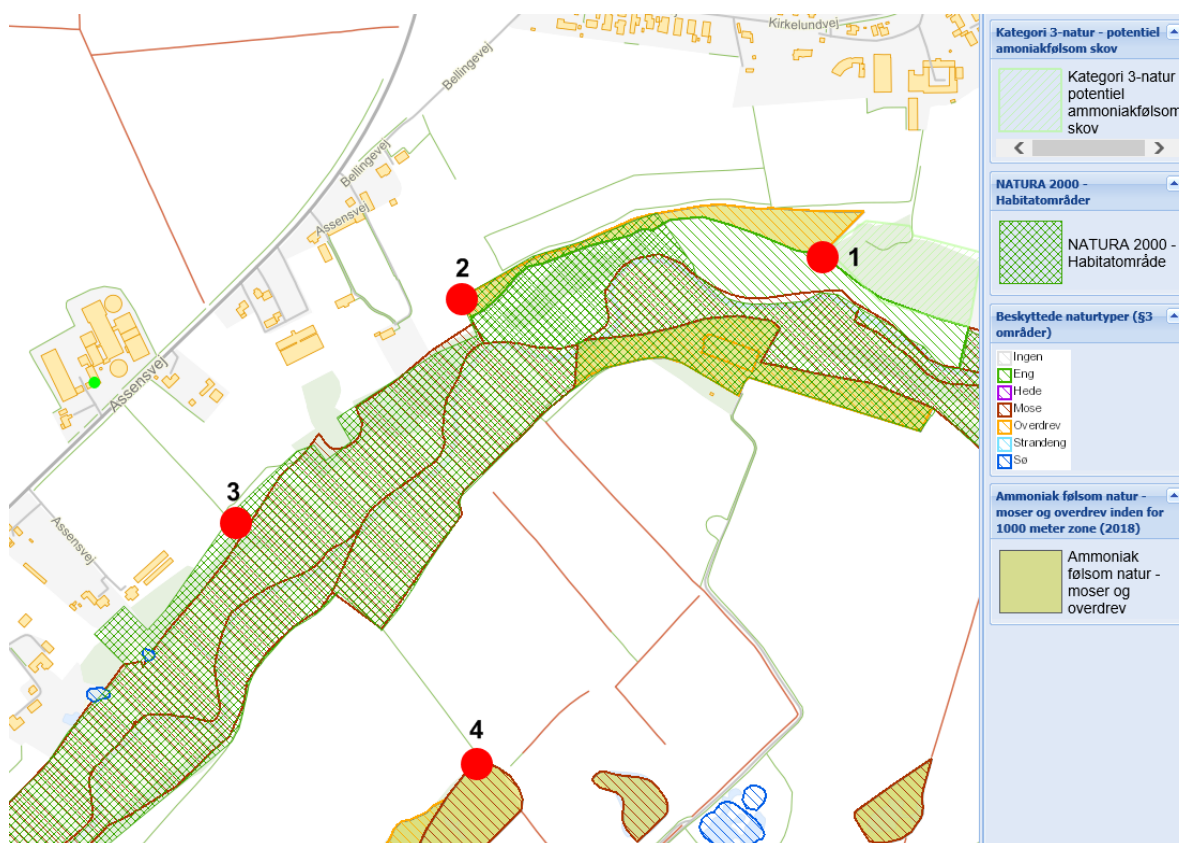 Kirkelundvej
Bellingevej
Bellingevej
Assensvej
Assensvej
Assensvej
1
2
3
4
Kategori 3-natur - potentiel
amoniakfølsom skov
Kategori 3-natur
potentiel
ammoniakfølsom
skov
NATURA 2000 -
Habitatområder
NATURA 2000 -
Habitatområde
Beskyttede naturtyper (§3
områder)
Ingen
Eng
Hede
Mose
Overdrev
Strandeng
Sø
Ammoniak følsom natur -
moser og overdrev inden for
1000 meter zone (2018)
Ammoniak
følsom natur -
moser og
overdrev